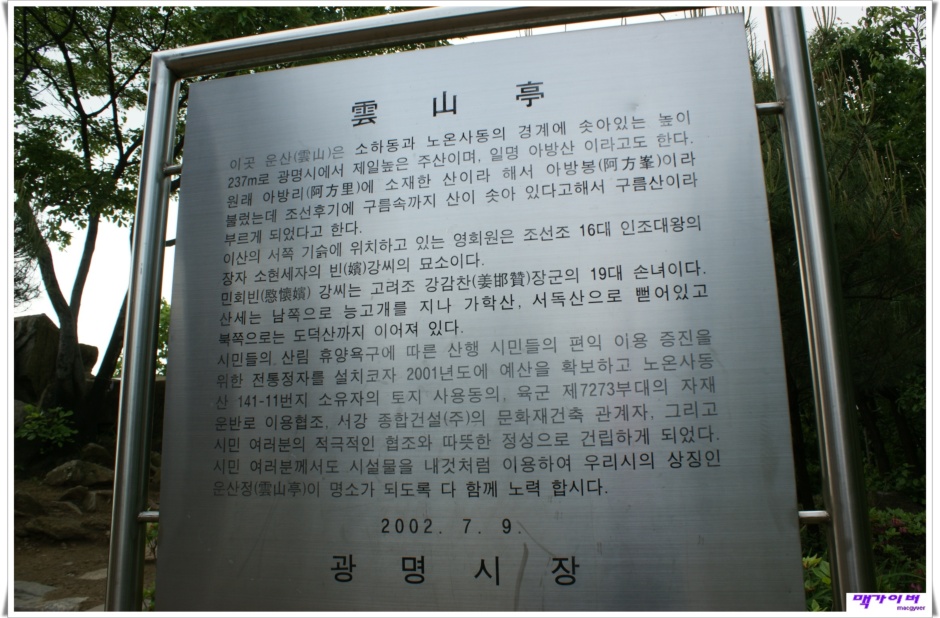 雲山亭
이곳 운산(雲山)은 소하동과 노온사동의 경계에 솟아있는 높이
237m로 광명시에서 제일높은 주산이며, 일명 아방산 이라고도 한다.
원래 아방리(阿方里)에 소재한 산이라 해서 아방봉(阿方峯)이라
불렀는데 조선후기에 구름속까지 산이 솟아 있다고해서 구름산이라
부르게 되었다고 한다.
이산의 서쪽 기슭에 위치하고 있는 영회원은 조선조 16대 인조대왕의
장자 소현세자의 빈(嬪)강씨의 묘소이다.
민회빈(愍懷嬪) 강씨는 고려조 강감찬(姜邯贊)장군의 19대 손녀이다.
산세는 남쪽으로 능고개를 지나 가학산, 서독산으로 뻗어있고
북쪽으로는 도덕산까지 이어져 있다.
시민들의 산림 휴양욕구에 따른 산행 시민들의 편익 이용 증진을
위한 전통정자를 설치코자 2001년도에 예산을 확보하고 노온사동
산 141-11번지 소유자의 토지 사용동의, 육군 제7273부대의 자재
운반로 이용협조, 서강 종합건설(주)의 문화재건축 관계자, 그리고
시민 여러분의 적극적인 협조와 따뜻한 정성으로 건립하게 되었다.
시민 여러분께서도 시설물을 내것처럼 이용하여 우리시의 상징인
운산정(雲山亭)이 명소가 되도록 다 함께 노력 합시다.
2002. 7. 9.
광명시장
맥가이버
macgyver